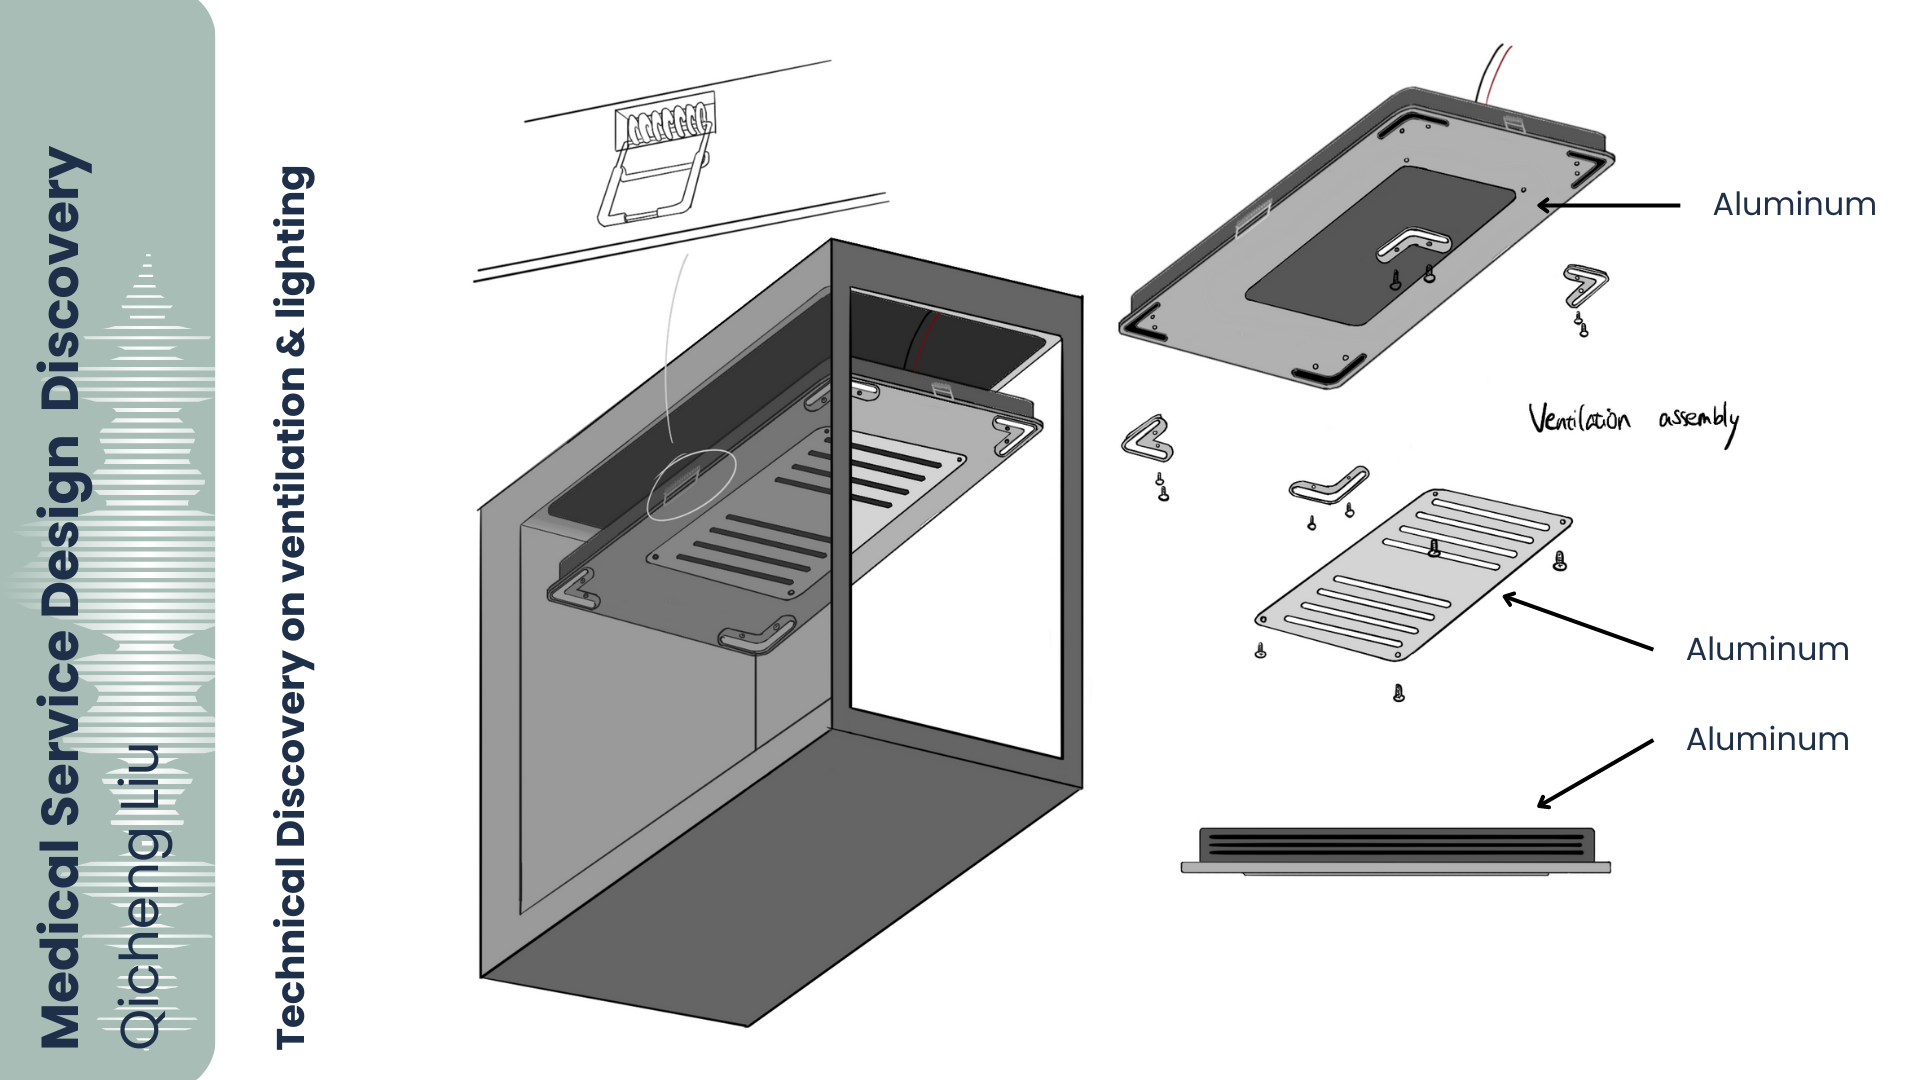 Medical Service Design Discovery
Qicheng Liu
Technical Discovery on ventilation & lighting
Aluminum
Ventilation assembly
Aluminum
Aluminum